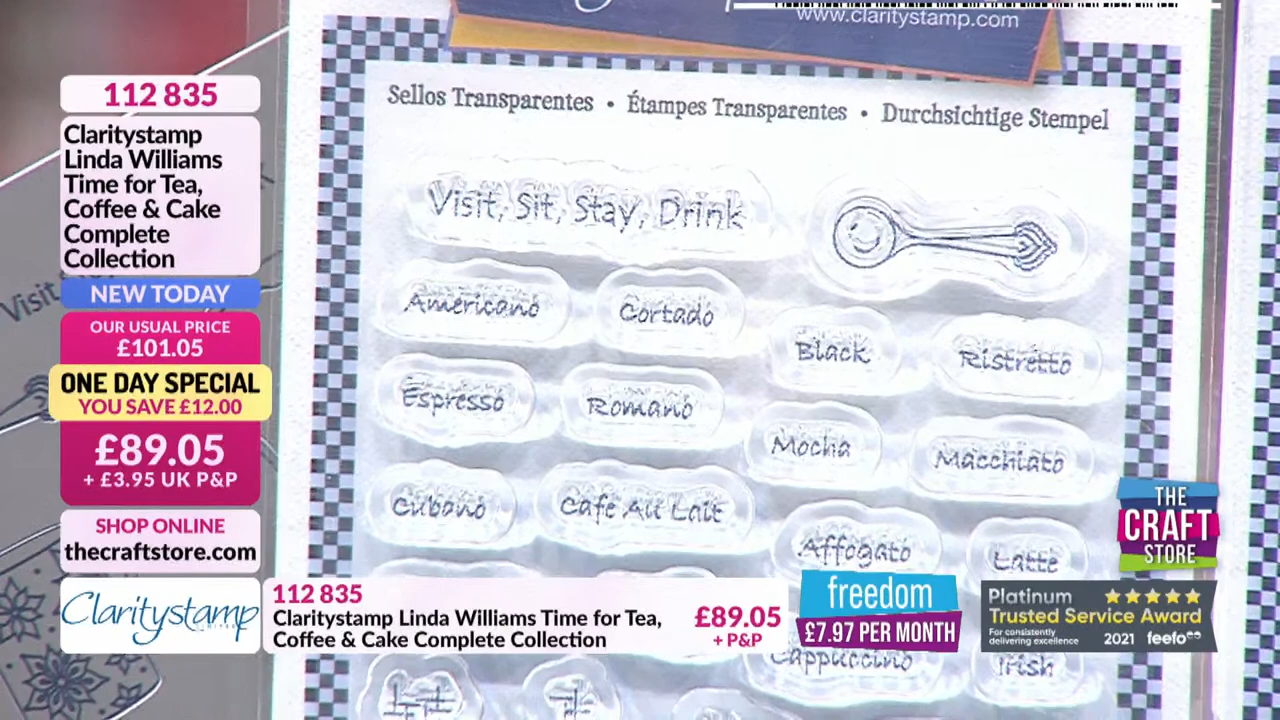 www.claritystamp.com
Sellos Transparentes • Étampes Transparentes • Durchsichtige Stempel
Visit, Sit, Stay, Drink
Americano
Cortado
Black
Ristretto
Espresso
Romano
Mocha
Macchiato
Cubano
Cafe Au Lait
Affogato
Latte
Cappuccino
Irish
Visit
112 835
Claritystamp
Linda Williams
Time for Tea,
Coffee & Cake
Complete
Collection
NEW TODAY
OUR USUAL PRICE
£101.05
ONE DAY SPECIAL
YOU SAVE £12.00
£89.05
+ £3.95 UK P&P
SHOP ONLINE
thecraftstore.com
Claritystamp
LIMITED
112 835
Claritystamp Linda Williams Time for Tea,
Coffee & Cake Complete Collection
£89.05
+ P&P
freedom
£7.97 PER MONTH
THE
CRAFT
STORE
Platinum
Trusted Service Award
For consistently
delivering excellence
2021 feefo